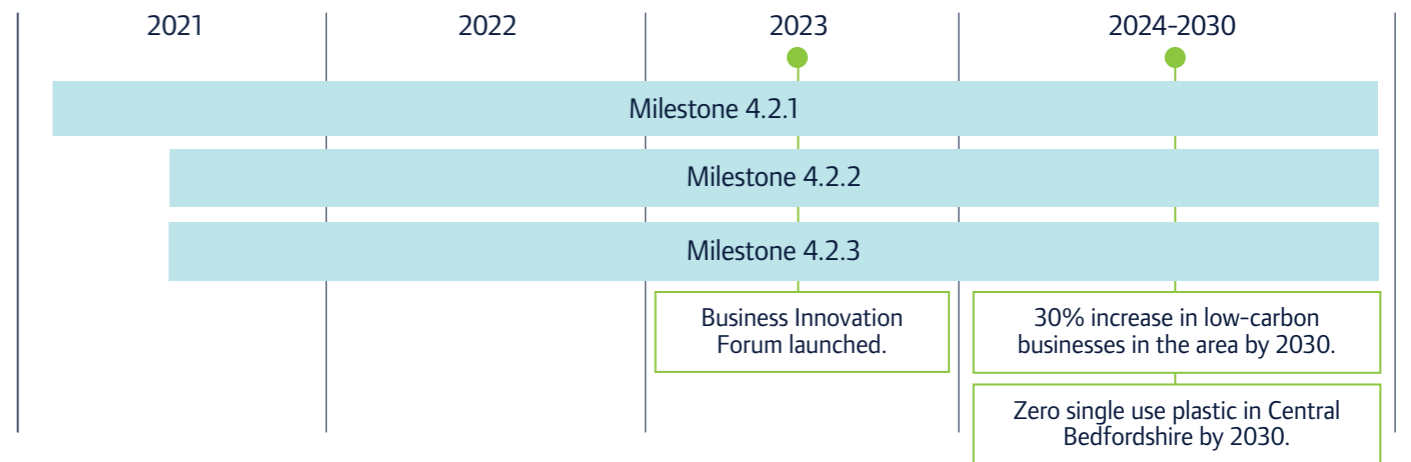 2021
2022
2023
2024-2030
Milestone 4.2.1
Milestone 4.2.2
Milestone 4.2.3
Business Innovation
Forum launched.
30% increase in low-carbon
businesses in the area by 2030.
Zero single use plastic in Central
Bedfordshire by 2030.